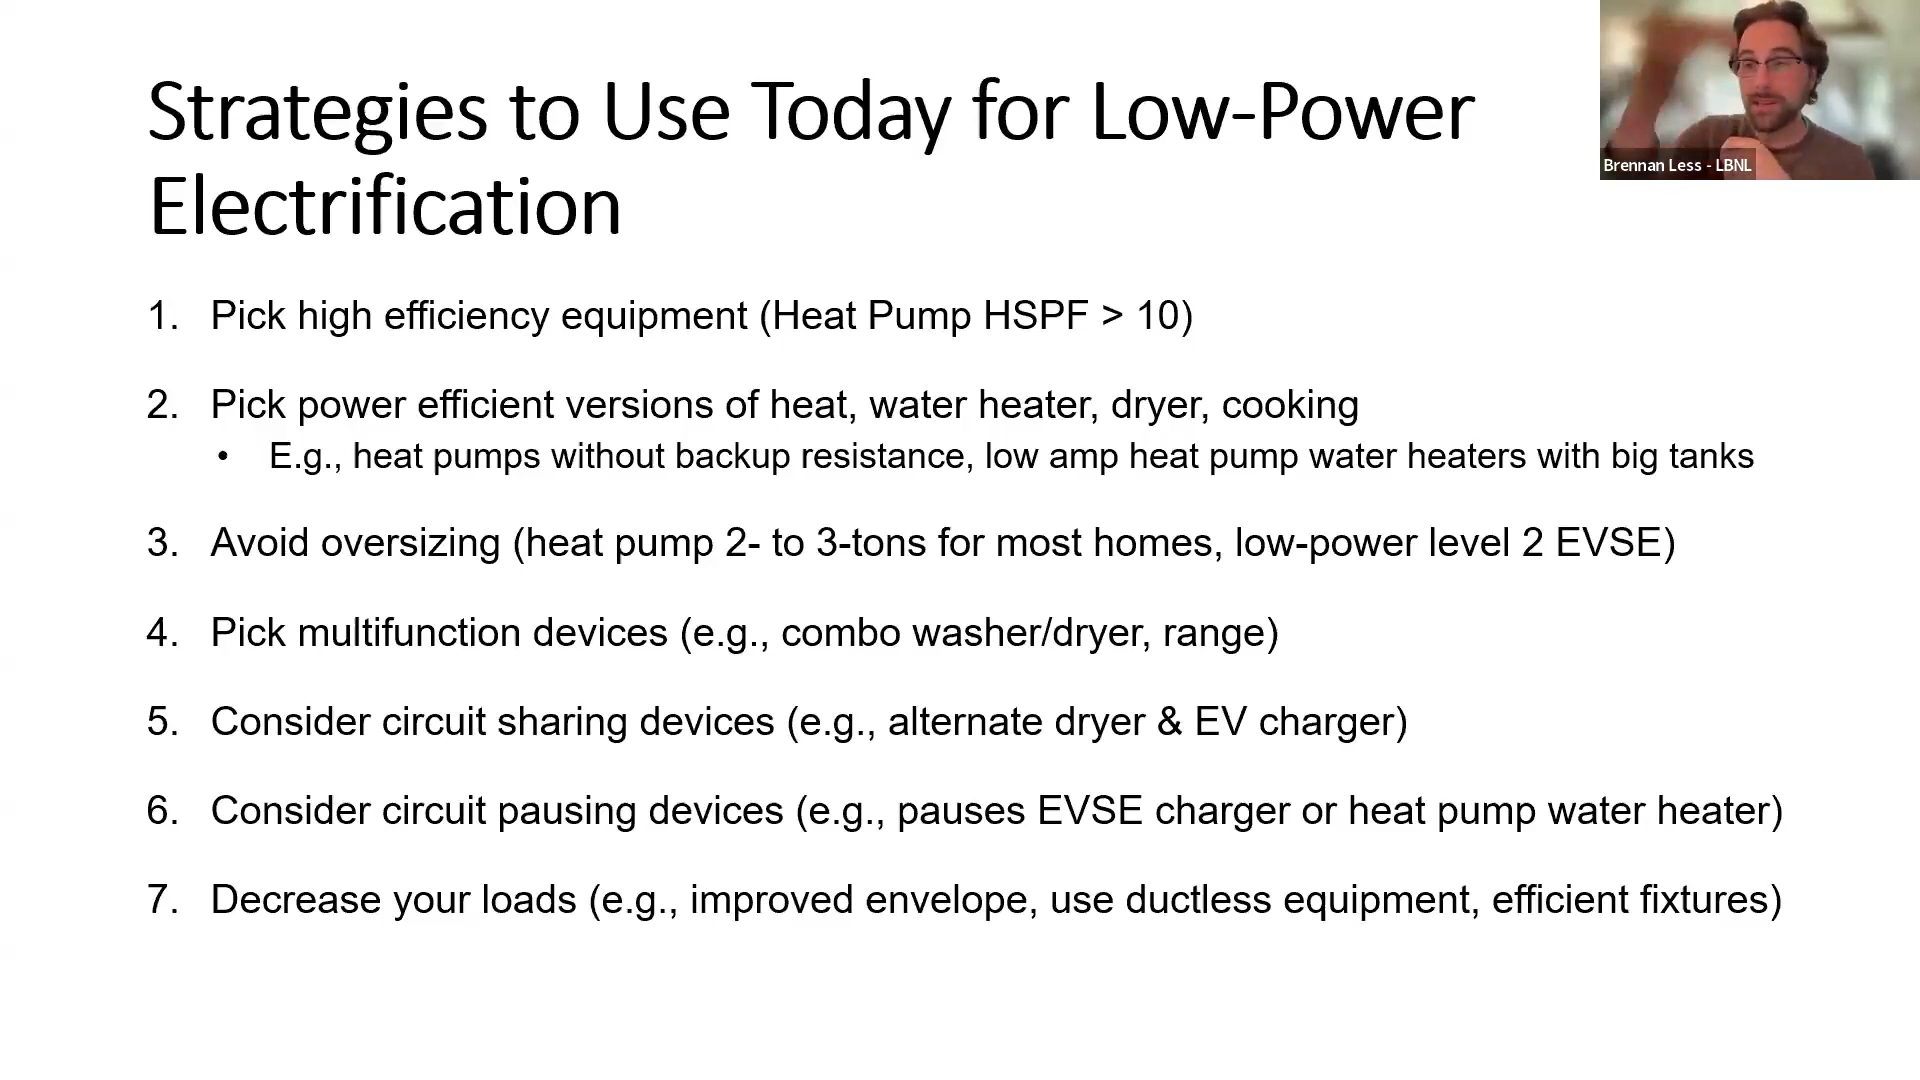 Strategies to Use Today for Low-Power
Electrification
Brennan Less - LBNL
1. Pick high efficiency equipment (Heat Pump HSPF > 10)
2. Pick power efficient versions of heat, water heater, dryer, cooking
• E.g., heat pumps without backup resistance, low amp heat pump water heaters with big tanks
3. Avoid oversizing (heat pump 2- to 3-tons for most homes, low-power level 2 EVSE)
4. Pick multifunction devices (e.g., combo washer/dryer, range)
5. Consider circuit sharing devices (e.g., alternate dryer & EV charger)
6. Consider circuit pausing devices (e.g., pauses EVSE charger or heat pump water heater)
7. Decrease your loads (e.g., improved envelope, use ductless equipment, efficient fixtures)